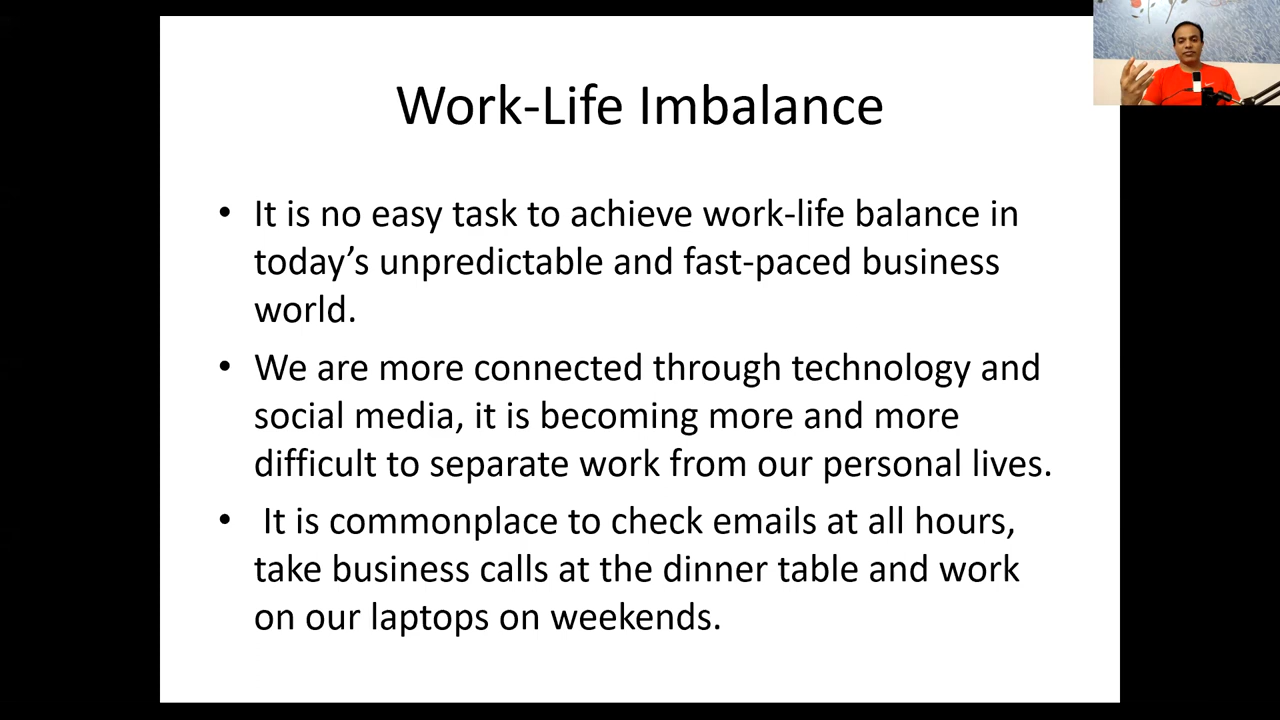 Work-Life Imbalance
• It is no easy task to achieve work-life balance in
today’s unpredictable and fast-paced business
world.
• We are more connected through technology and
social media, it is becoming more and more
difficult to separate work from our personal lives.
• It is commonplace to check emails at all hours,
take business calls at the dinner table and work
on our laptops on weekends.